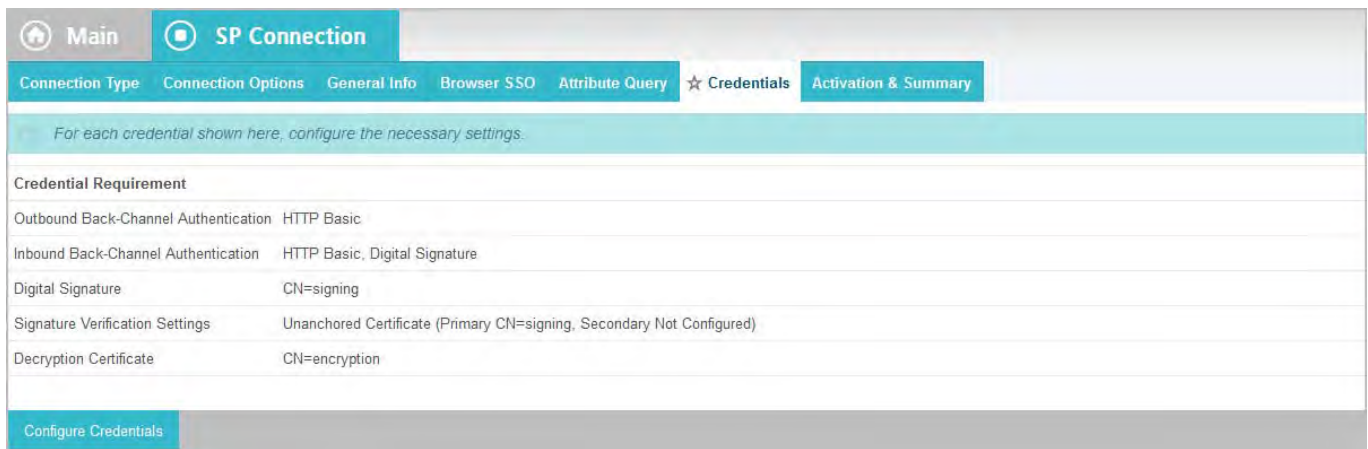 Main SP Connection
Connection Type Connection Options General Info Browser SSO Attribute Query Credentials Activation & Summary
For each credential shown here, configure the necessary settings.
Credential Requirement
Outbound Back-Channel Authentication HTTP Basic
Inbound Back-Channel Authentication HTTP Basic, Digital Signature
Digital Signature CN=signing
Signature Verification Settings Unanchored Certificate (Primary CN=signing, Secondary Not Configured)
Decryption Certificate CN=encryption
Configure Credentials